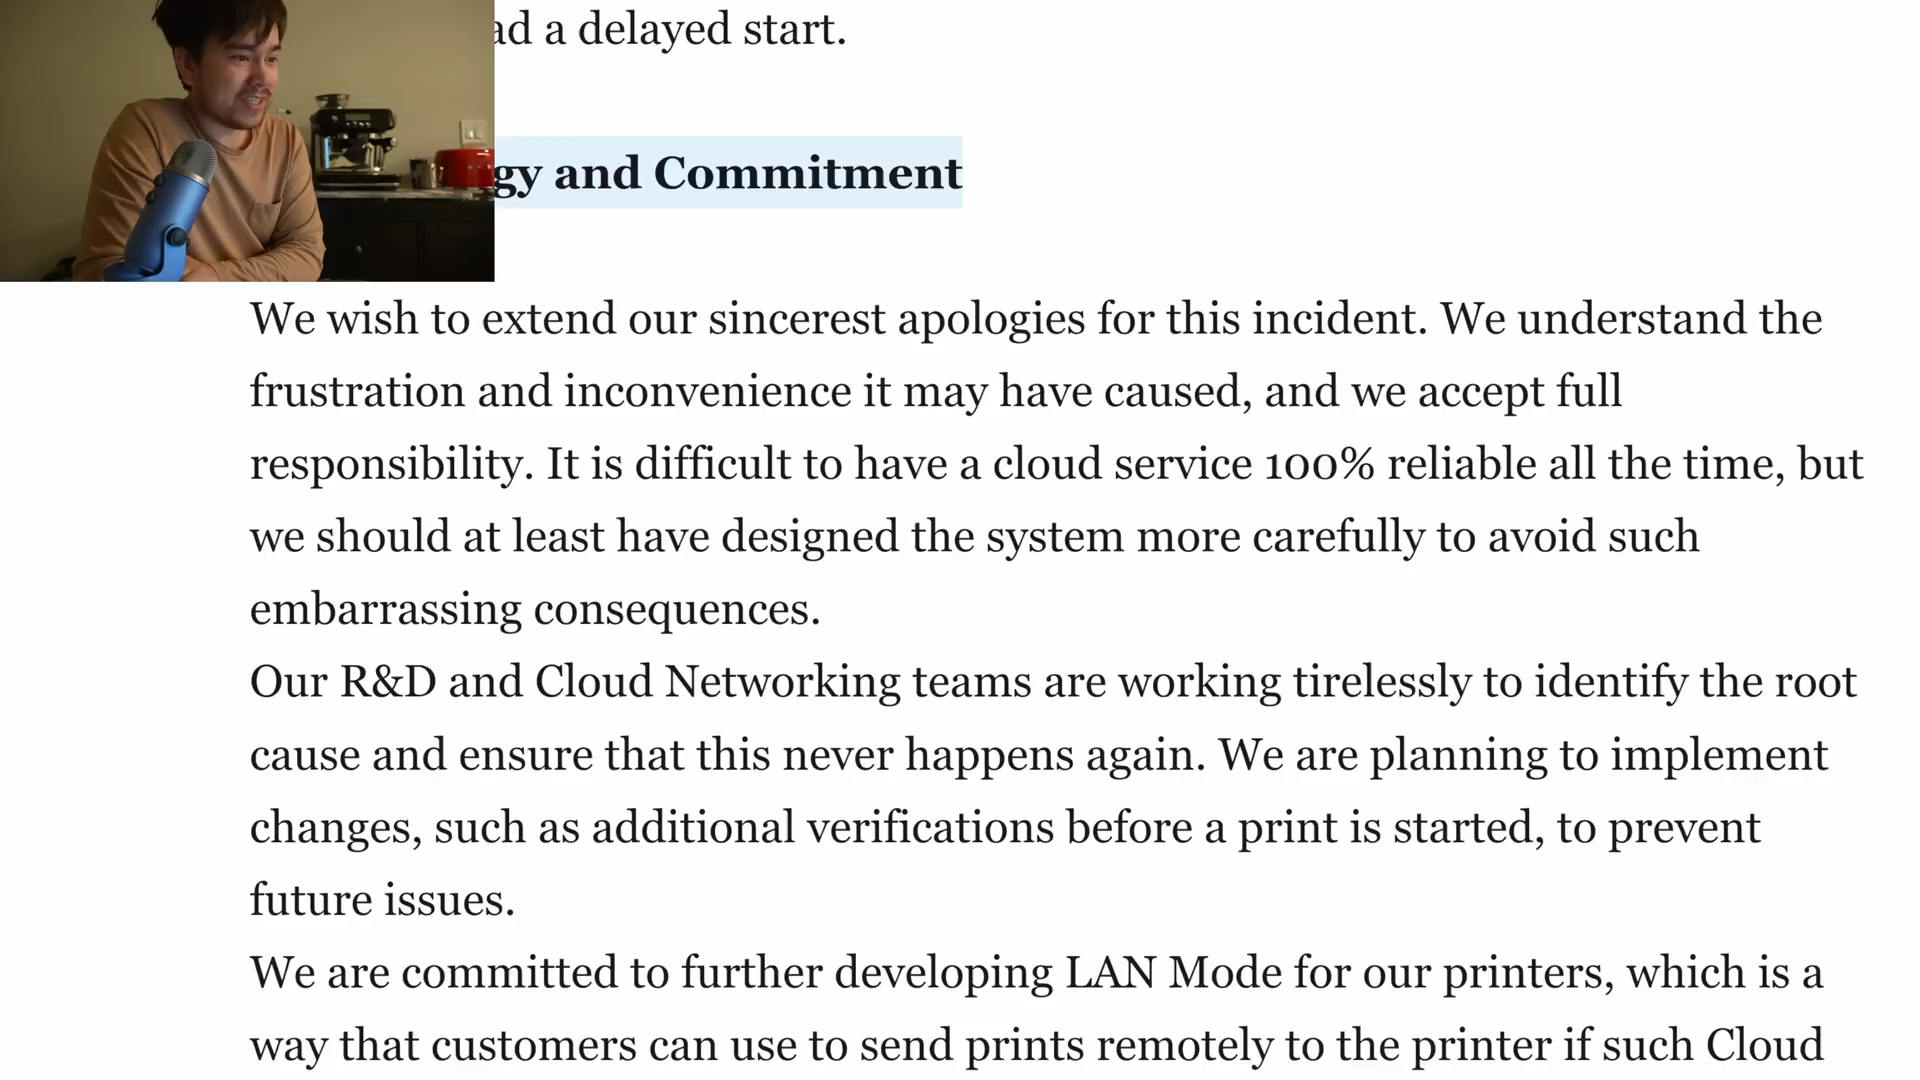 a delayed start.
and Commitment
We wish to extend our sincerest apologies for this incident. We understand the
frustration and inconvenience it may have caused, and we accept full
responsibility. It is difficult to have a cloud service 100% reliable all the time, but
we should at least have designed the system more carefully to avoid such
embarrassing consequences.
Our R&D and Cloud Networking teams are working tirelessly to identify the root
cause and ensure that this never happens again. We are planning to implement
changes, such as additional verifications before a print is started, to prevent
future issues.
We are committed to further developing LAN Mode for our printers, which is a
way that customers can use to send prints remotely to the printer if such Cloud